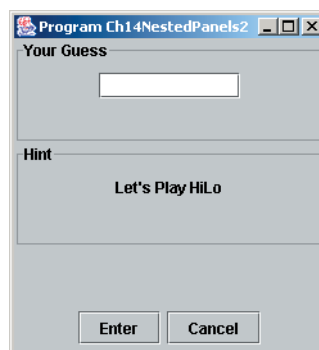 Program Ch14NestedPanels2
Your Guess
Hint
Let's Play HiLo
Enter Cancel